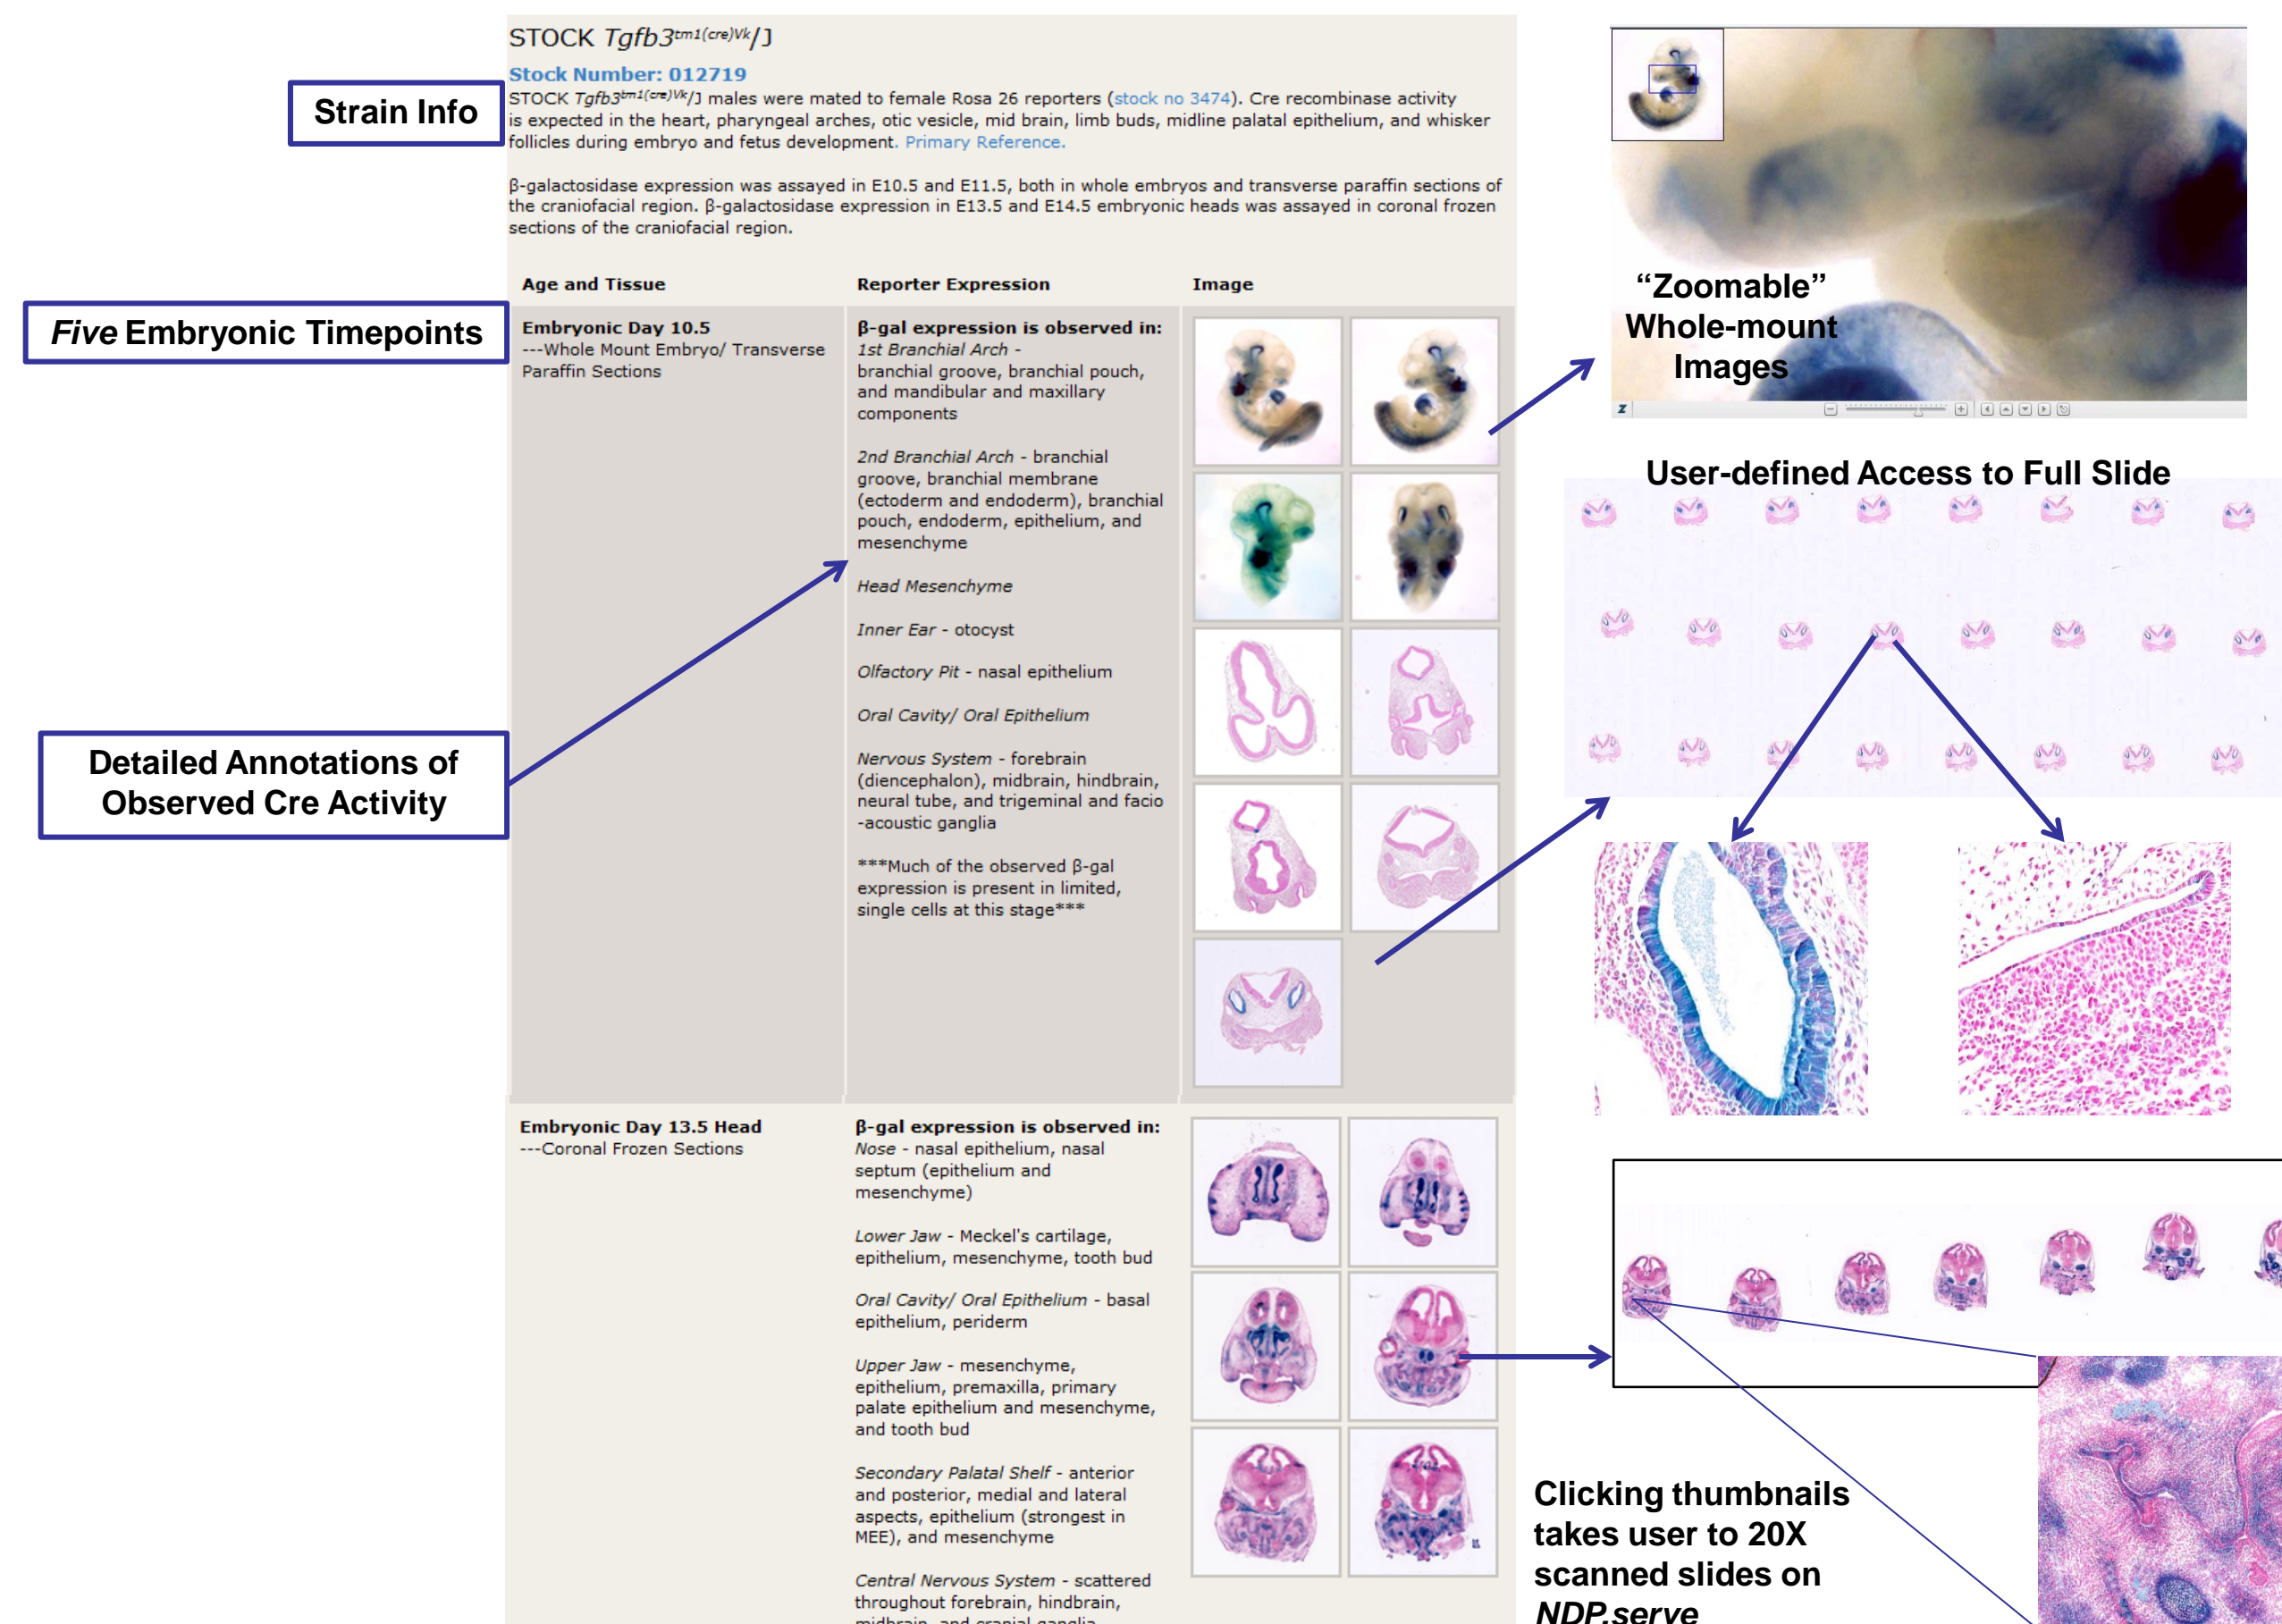 STOCK Tgfb3tm1(cre)Vk/J
Stock Number: 012719
STOCK Tgfb3tm1(cre)Vk/J males were mated to female Rosa 26 reporters (stock no 3474). Cre recombinase activity
is expected in the heart, pharyngeal arches, otic vesicle, mid brain, limb buds, midline palatal epithelium, and whisker
follicles during embryo and fetus development. Primary Reference.
β-galactosidase expression was assayed in E10.5 and E11.5, both in whole embryos and transverse paraffin sections of
the craniofacial region. β-galactosidase expression in E13.5 and E14.5 embryonic heads was assayed in coronal frozen
sections of the craniofacial region.
Strain Info
Five Embryonic Timepoints
Detailed Annotations of
Observed Cre Activity
Age and Tissue
Reporter Expression
Image
Embryonic Day 10.5
---Whole Mount Embryo/ Transverse
Paraffin Sections
β-gal expression is observed in:
1st Branchial Arch -
branchial groove, branchial pouch,
and mandibular and maxillary
components
2nd Branchial Arch - branchial
groove, branchial membrane
(ectoderm and endoderm), branchial
pouch, endoderm, epithelium, and
mesenchyme
Head Mesenchyme
Inner Ear - otocyst
Olfactory Pit - nasal epithelium
Oral Cavity/ Oral Epithelium
Nervous System - forebrain
(diencephalon), midbrain, hindbrain,
neural tube, and trigeminal and facio
-acoustic ganglia
***Much of the observed β-gal
expression is present in limited,
single cells at this stage***
Embryonic Day 13.5 Head
---Coronal Frozen Sections
β-gal expression is observed in:
Nose - nasal epithelium, nasal
septum (epithelium and
mesenchyme)
Lower Jaw - Meckel's cartilage,
epithelium, mesenchyme, tooth bud
Oral Cavity/ Oral Epithelium - basal
epithelium, periderm
Upper Jaw - mesenchyme,
epithelium, premaxilla, primary
palate epithelium and mesenchyme,
and tooth bud
Secondary Palatal Shelf - anterior
and posterior, medial and lateral
aspects, epithelium (strongest in
MEE), and mesenchyme
Central Nervous System - scattered
throughout forebrain, hindbrain,
midbrain, and cranial ganglia
“Zoomable”
Whole-mount
Images
Z
User-defined Access to Full Slide
Clicking thumbnails
takes user to 20X
scanned slides on
NDP.serve